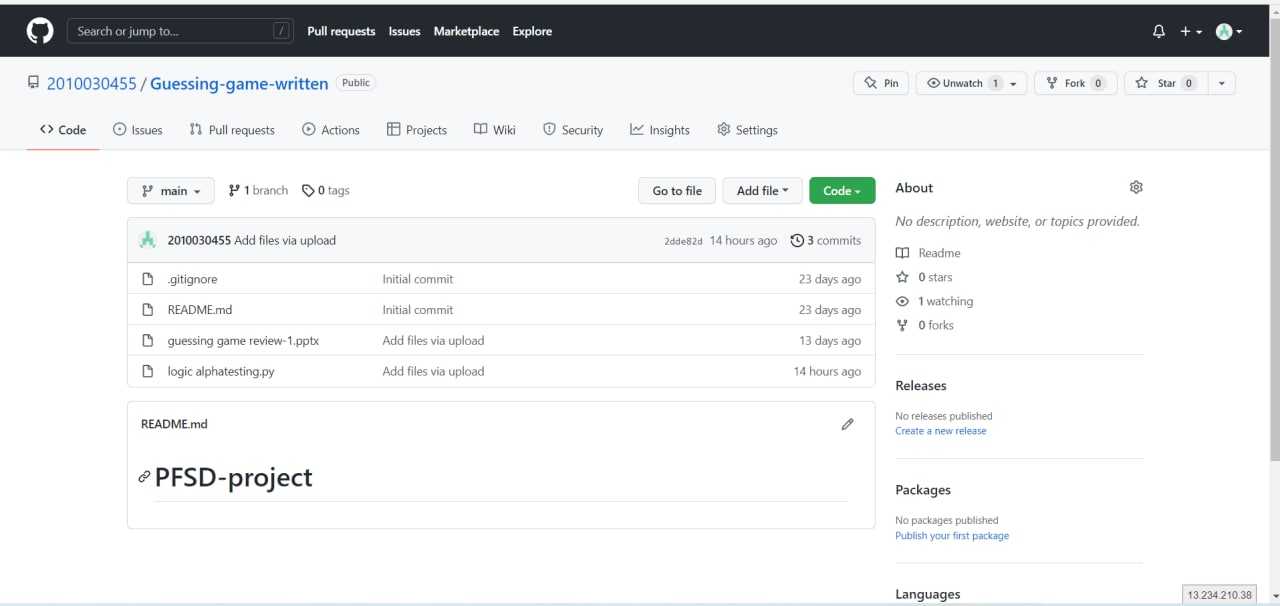 Search or jump to... /
Pull requests Issues Marketplace Explore
2010030455 / Guessing-game-written Public
Pin Unwatch 1 Fork 0 Star 0
Code Issues Pull requests Actions Projects Wiki Security Insights Settings
main 1 branch 0 tags Go to file Add file Code
2010030455 Add files via upload 2dde82d 14 hours ago 3 commits
.gitignore Initial commit 23 days ago
README.md Initial commit 23 days ago
guessing game review-1.pptx Add files via upload 13 days ago
logic alphatesting.py Add files via upload 14 hours ago
README.md
PFSD-project
About
No description, website, or topics provided.
Readme
0 stars
1 watching
0 forks
Releases
No releases published
Create a new release
Packages
No packages published
Publish your first package
Languages
13.234.210.38